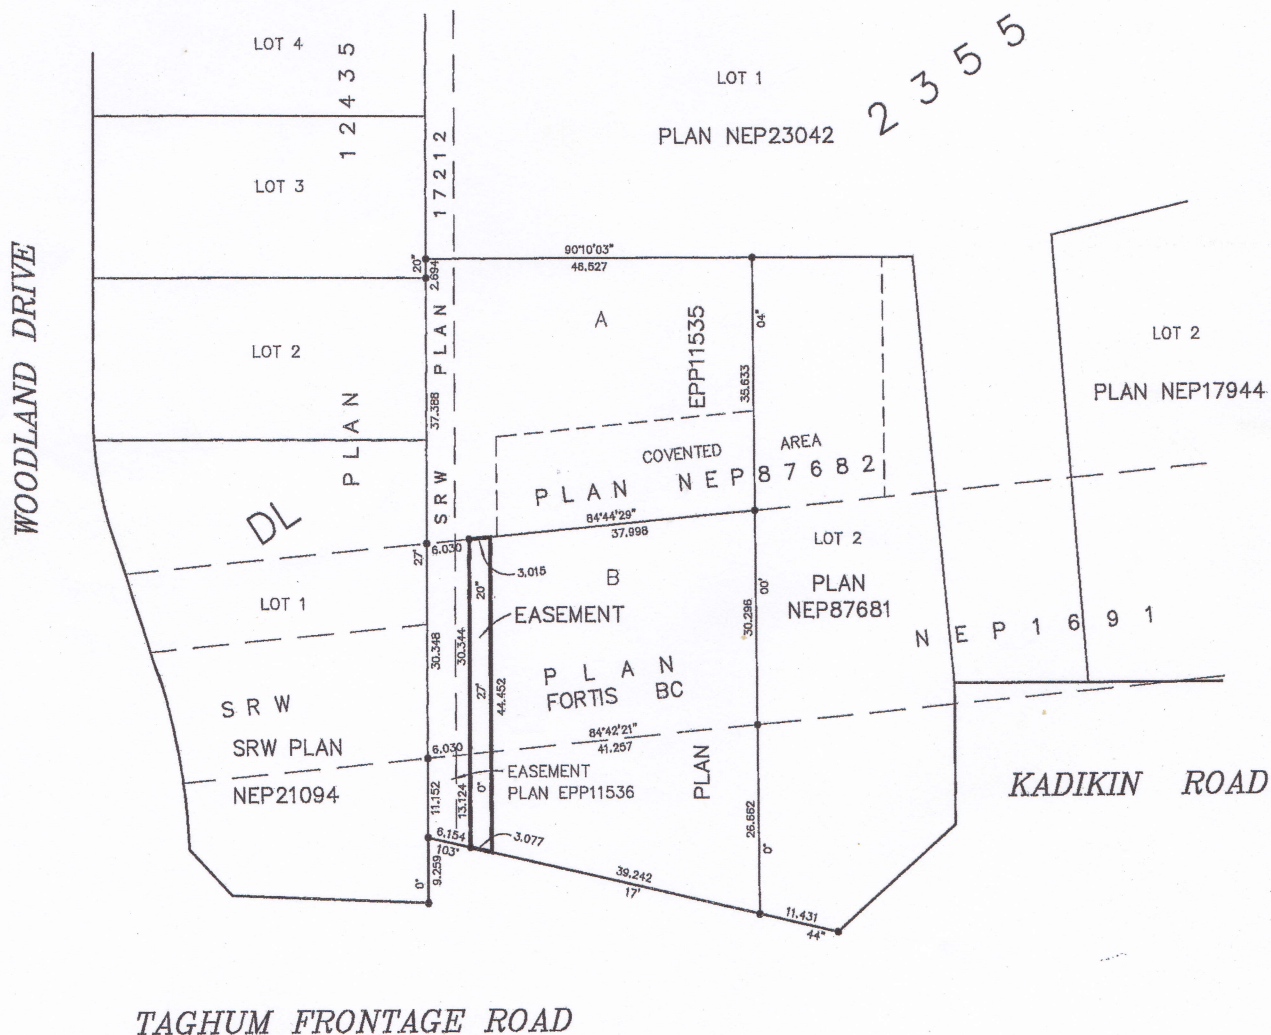 LOT 4
12435
LOT 1
PLAN NEP23042
2355
LOT 3
17212
WOODLAND DRIVE
20"
2.694
90°10'03"
48.527
A
EPP11535
04"
35.633
LOT 2
PLAN
37.388
PLAN
LOT 2
PLAN NEP17944
COVENTED AREA
SRW
PLAN NEP87682
84°44'29"
37.998
DL
27'
6.030
3.015
LOT 2
PLAN
NEP87681
B
20"
EASEMENT
00'
30.296
LOT 1
30.348
30.344
27'
44.452
NEP1691
PLAN
FORTIS BC
SRW
SRW PLAN
NEP21094
6.030
84°42'21"
41.257
PLAN
EASEMENT
PLAN EPP11536
0°
11.152
13.124
26.662
0°
KADIKIN ROAD
6.154
103°
3.077
0°
9.259
39.242
17'
11.431
44"
TAGHUM FRONTAGE ROAD